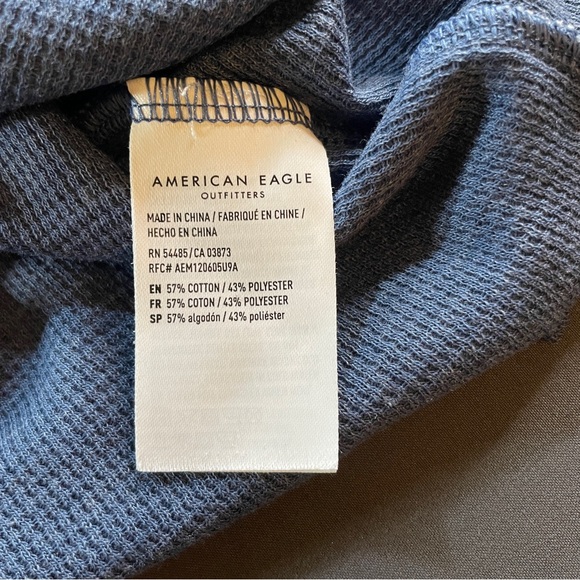 AMERICAN EAGLE
OUTFITTERS
MADE IN CHINA / FABRIQUÉ EN CHINE /
HECHO EN CHINA
RN 54485/CA 03873
RFC# AEM120605U9A
EN 57% COTTON / 43% POLYESTER
FR 57% COTON / 43% POLYESTER
SP 57% algodón / 43% poliéster